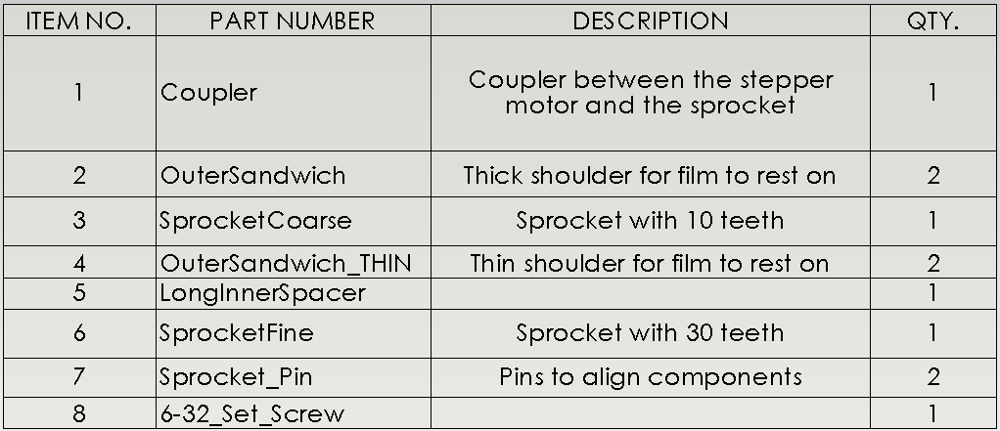 ITEM NO. PART NUMBER DESCRIPTION QTY.
1 Coupler Coupler between the stepper motor and the sprocket 1
2 OuterSandwich Thick shoulder for film to rest on 2
3 SprocketCoarse Sprocket with 10 teeth 1
4 OuterSandwich_THIN Thin shoulder for film to rest on 2
5 LongInnerSpacer 1
6 SprocketFine Sprocket with 30 teeth 1
7 Sprocket_Pin Pins to align components 2
8 6-32_Set_Screw 1